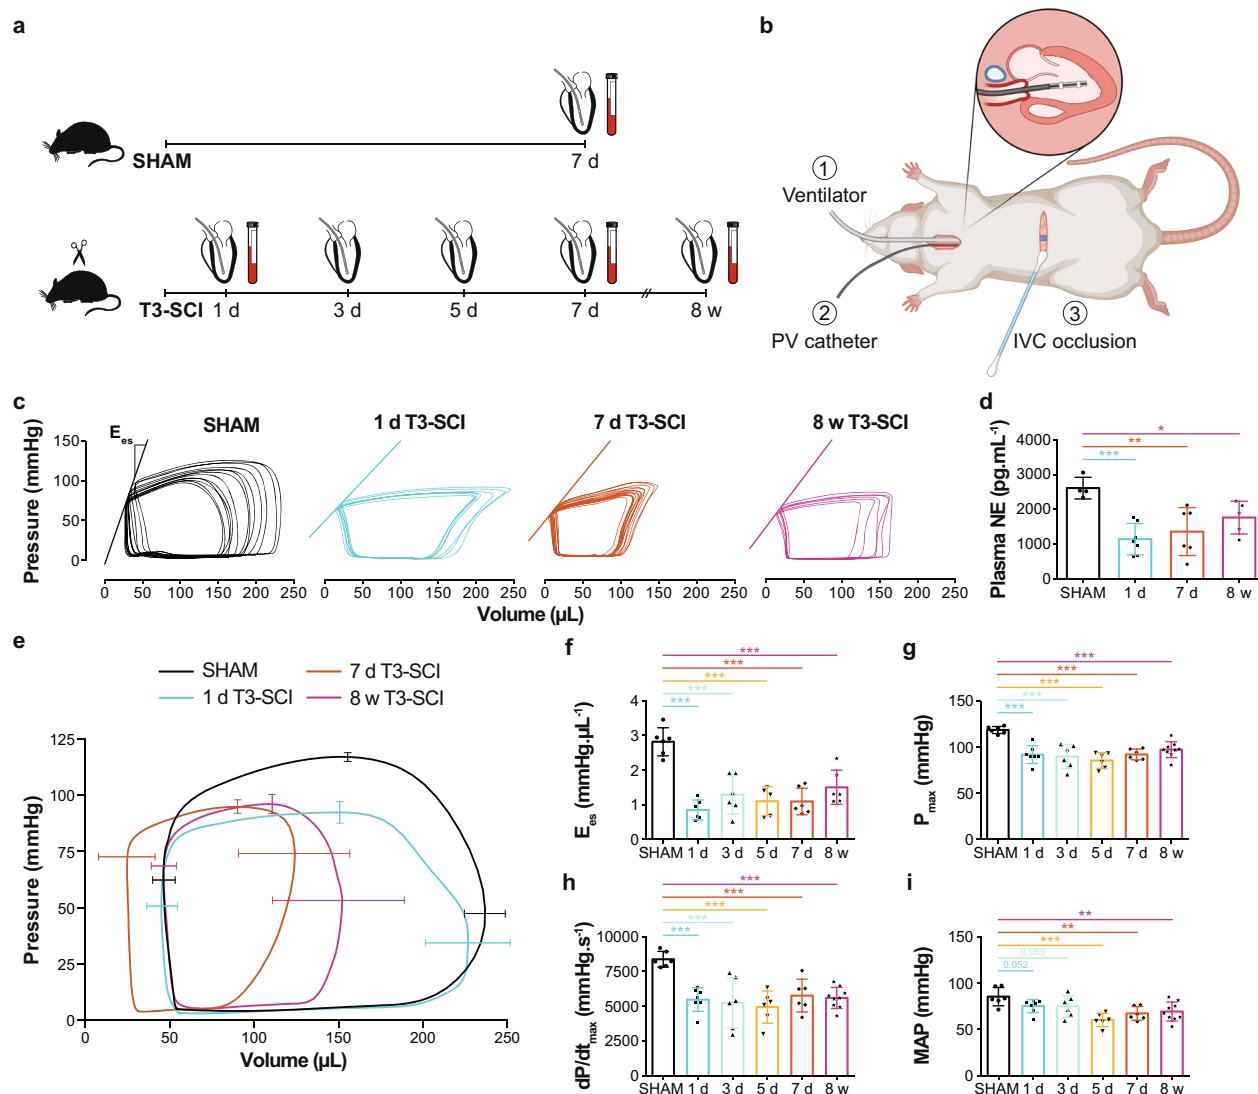 a
SHAM
7 d
T3-SCI 1 d 3 d 5 d 7 d 8 w
b
1
Ventilator
2
PV catheter
3
IVC occlusion
c
SHAM 1 d T3-SCI 7 d T3-SCI 8 w T3-SCI
Ees
Pressure (mmHg)
150
100
50
0
0 50 100 150 200 250 0 50 100 150 200 250 0 50 100 150 200 250 0 50 100 150 200 250
Volume (µL)
d
Plasma NE (pg.mL-1)
4000
3000
2000
1000
0
*
**
***
SHAM 1 d 7 d 8 w
e
SHAM 7 d T3-SCI
1 d T3-SCI 8 w T3-SCI
Pressure (mmHg)
125
100
75
50
25
0
0 50 100 150 200 250
Volume (µL)
f
***
***
***
***
***
Ees (mmHg.µL-1)
4
3
2
1
0
SHAM 1 d 3 d 5 d 7 d 8 w
g
***
***
***
***
***
Pmax (mmHg)
150
100
50
0
SHAM 1 d 3 d 5 d 7 d 8 w
h
***
***
***
***
***
dP/dtmax (mmHg.s-1)
10000
7500
5000
2500
0
SHAM 1 d 3 d 5 d 7 d 8 w
i
**
**
***
0.055
0.052
MAP (mmHg)
150
100
50
0
SHAM 1 d 3 d 5 d 7 d 8 w